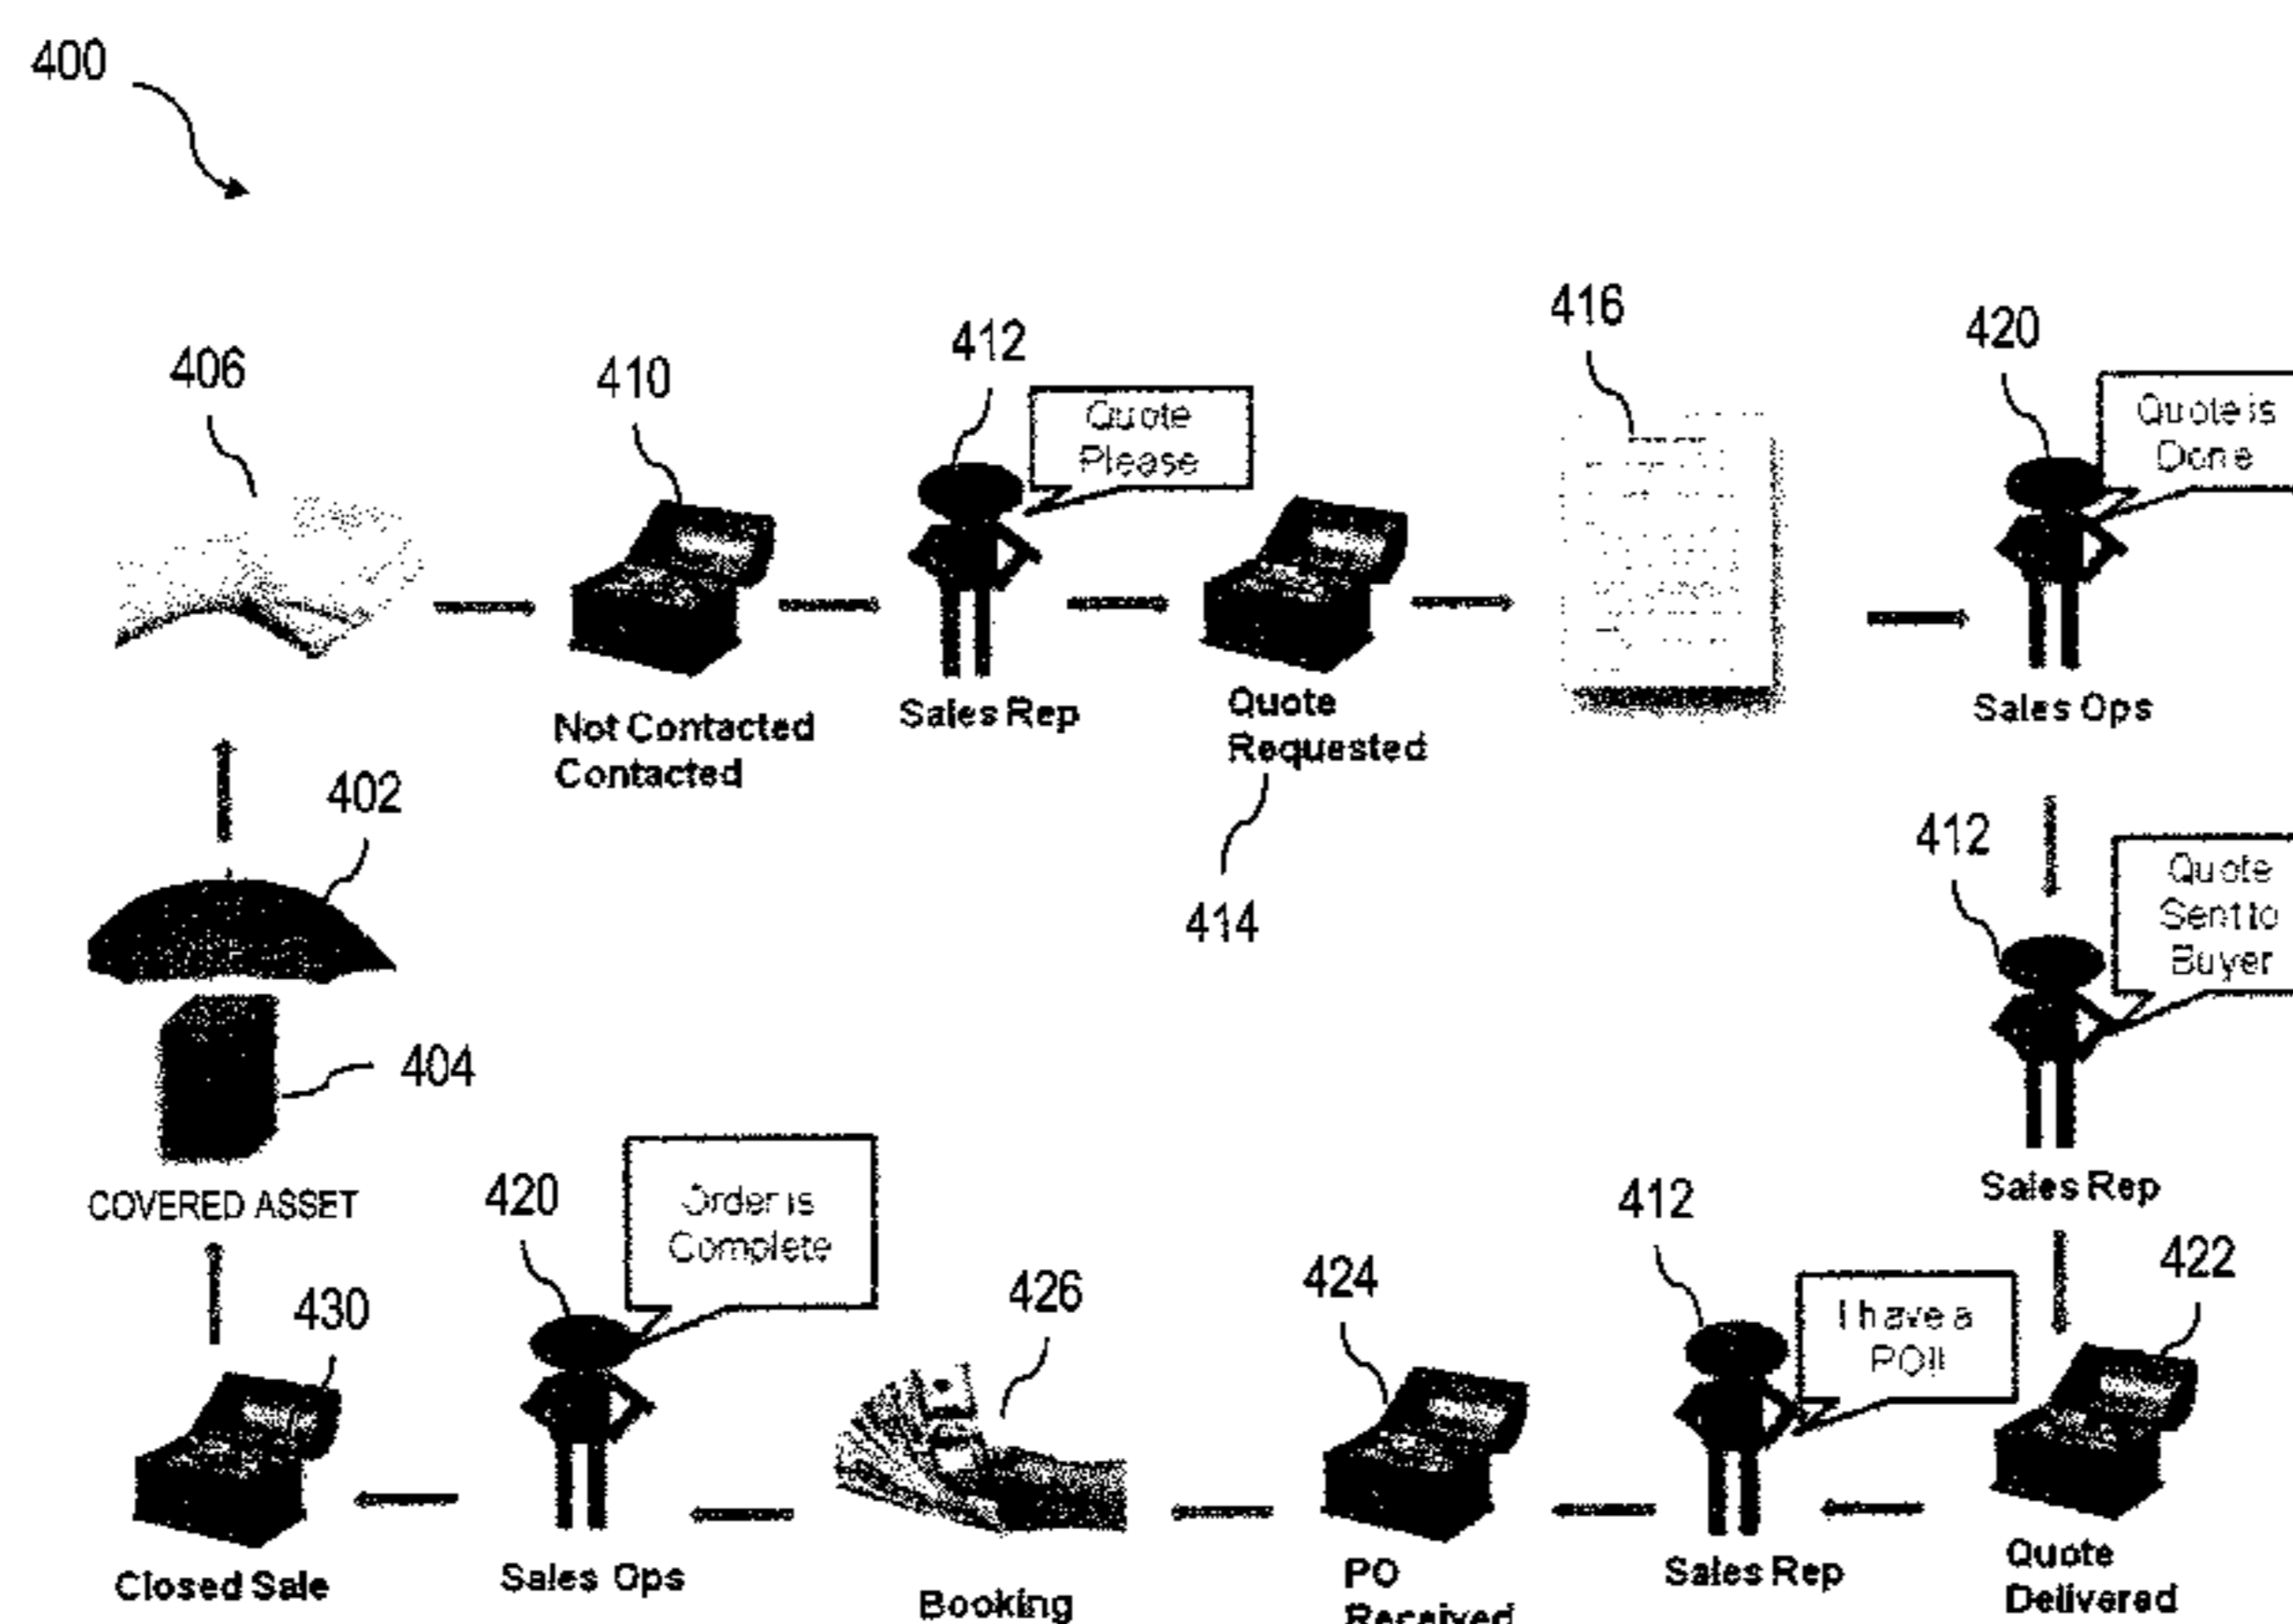 400
406
410
412
Quote
Please
416
420
Quote is
Done
Not Contacted
Contacted
Sales Rep
Quote
Requested
414
Sales Ops
402
404
COVERED ASSET
412
Quote
Sent to
Buyer
Sales Rep
422
Quote
Delivered
412
I have a
PO!!
Sales Rep
424
PO
Received
426
Booking
420
Order is
Complete
Sales Ops
430
Closed Sale